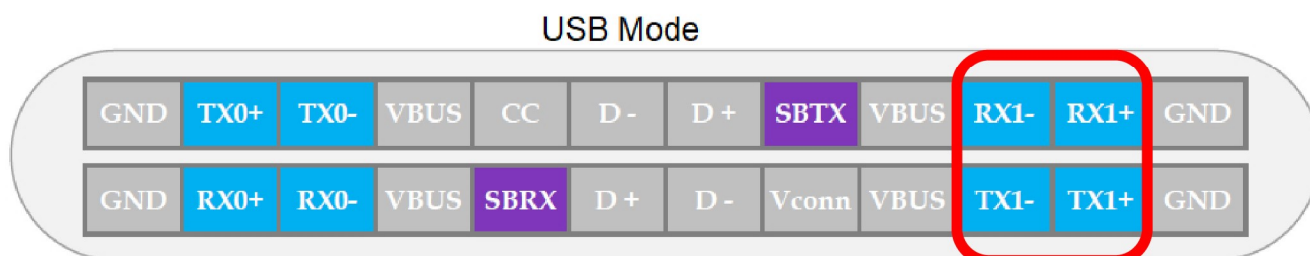 USB Mode
GND TX0+ TX0- VBUS CC D - D + SBTX VBUS RX1- RX1+ GND
GND RX0+ RX0- VBUS SBRX D + D - Vconn VBUS TX1- TX1+ GND